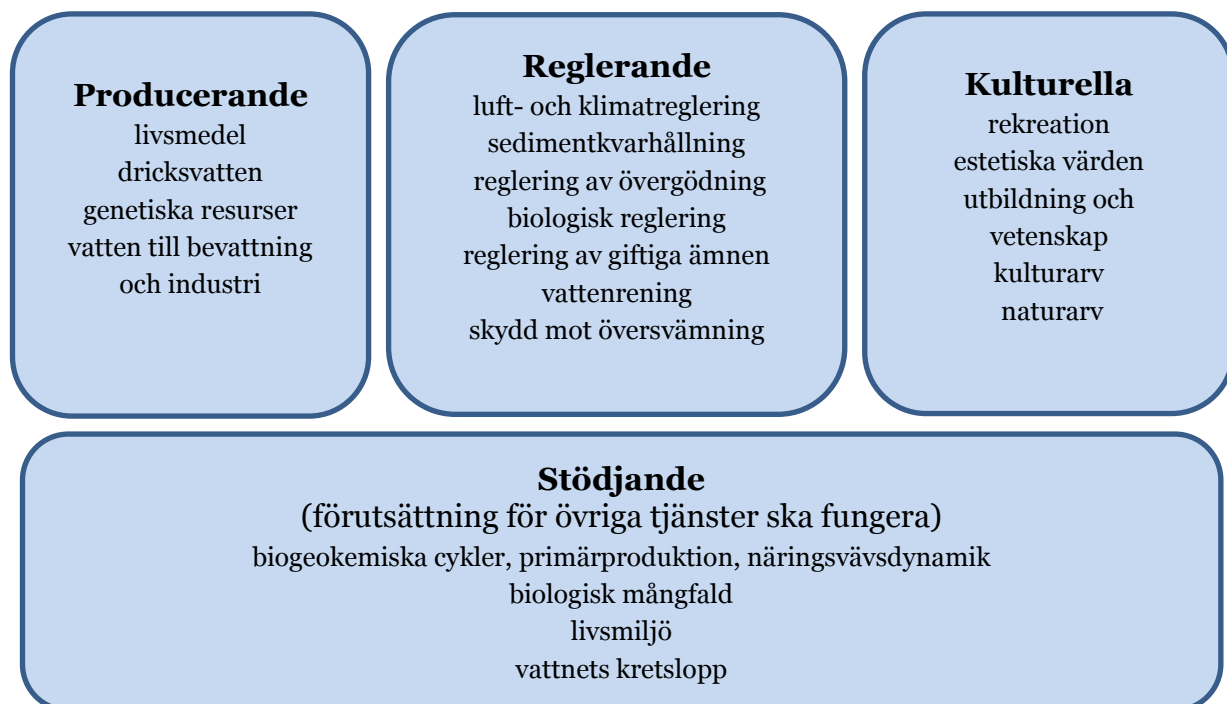 Producerande
livsmedel
dricksvatten
genetiska resurser
vatten till bevattning
och industri
Reglerande
luft- och klimatreglering
sedimentkvarhållning
reglering av övergödning
biologisk reglering
reglering av giftiga ämnen
vattenrening
skydd mot översvämning
Kulturella
rekreation
estetiska värden
utbildning och
vetenskap
kulturarv
naturarv
Stödjande
(förutsättning för övriga tjänster ska fungera)
biogeokemiska cykler, primärproduktion, näringsvävsdynamik
biologisk mångfald
livsmiljö
vattnets kretslopp